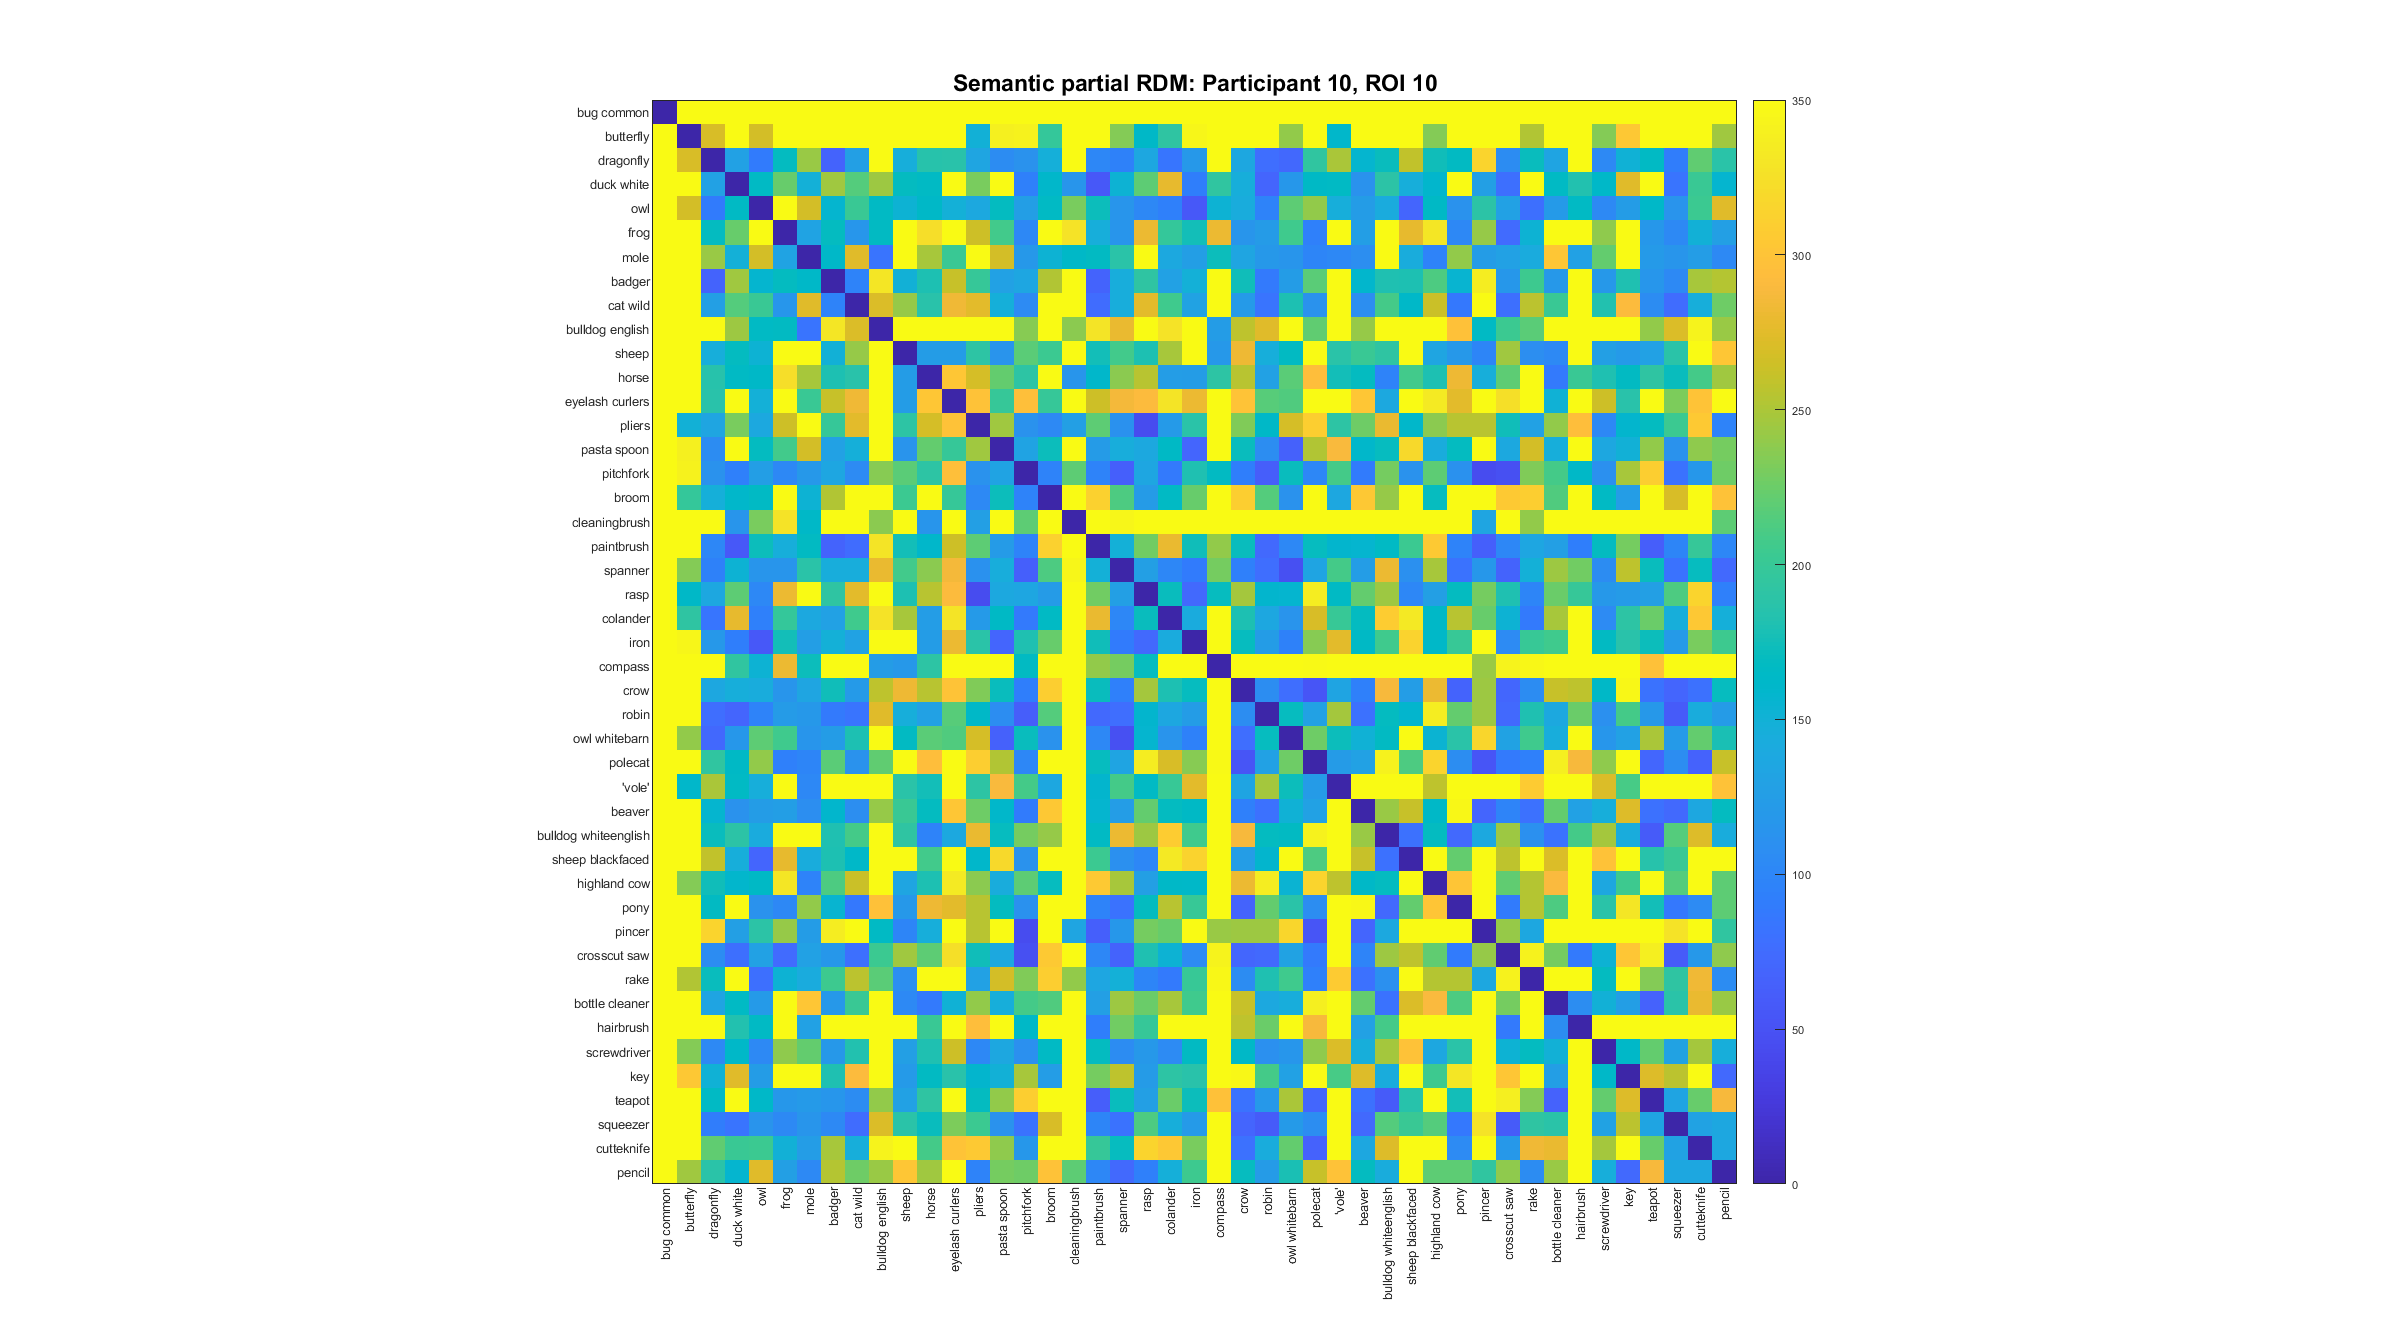 Semantic partial RDM: Participant 10, ROI 10
bug common
butterfly
dragonfly
duck white
owl
frog
mole
badger
cat wild
bulldog english
sheep
horse
eyelash curlers
pliers
pasta spoon
pitchfork
broom
cleaningbrush
paintbrush
spanner
rasp
colander
iron
compass
crow
robin
owl whitebarn
polecat
'vole'
beaver
bulldog whiteenglish
sheep blackfaced
highland cow
pony
pincer
crosscut saw
rake
bottle cleaner
hairbrush
screwdriver
key
teapot
squeezer
cutteknife
pencil
350
300
250
200
150
100
50
0
bug common
butterfly
dragonfly
duck white
owl
frog
mole
badger
cat wild
bulldog english
sheep
horse
eyelash curlers
pliers
pasta spoon
pitchfork
broom
cleaningbrush
paintbrush
spanner
rasp
colander
iron
compass
crow
robin
owl whitebarn
polecat
'vole'
beaver
bulldog whiteenglish
sheep blackfaced
highland cow
pony
pincer
crosscut saw
rake
bottle cleaner
hairbrush
screwdriver
key
teapot
squeezer
cutteknife
pencil